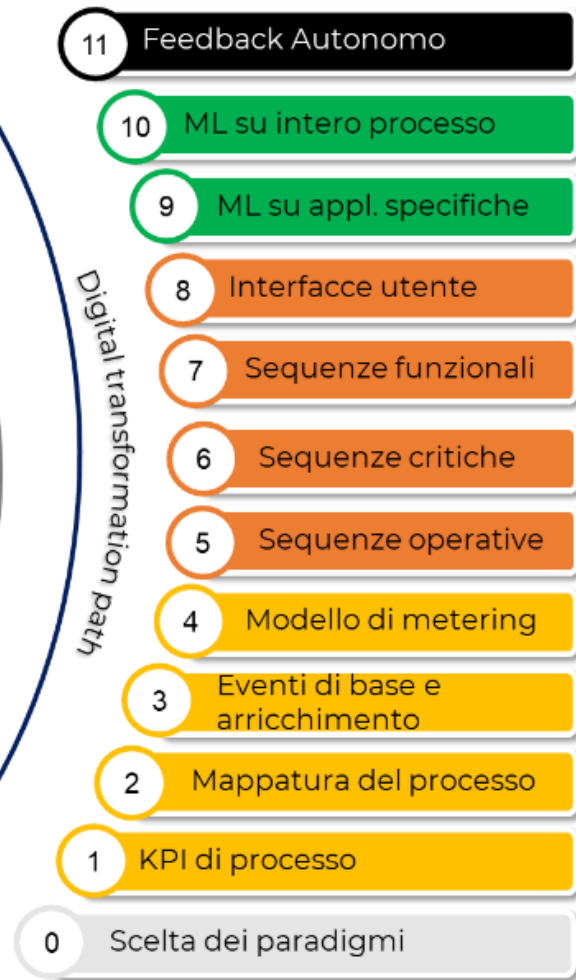 11 Feedback Autonomo
10 ML su intero processo
9 ML su appl. specifiche
8 Interfacce utente
7 Sequenze funzionali
6 Sequenze critiche
5 Sequenze operative
4 Modello di metering
3 Eventi di base e
arricchimento
2 Mappatura del processo
1 KPI di processo
0 Scelta dei paradigmi
Digital transformation path